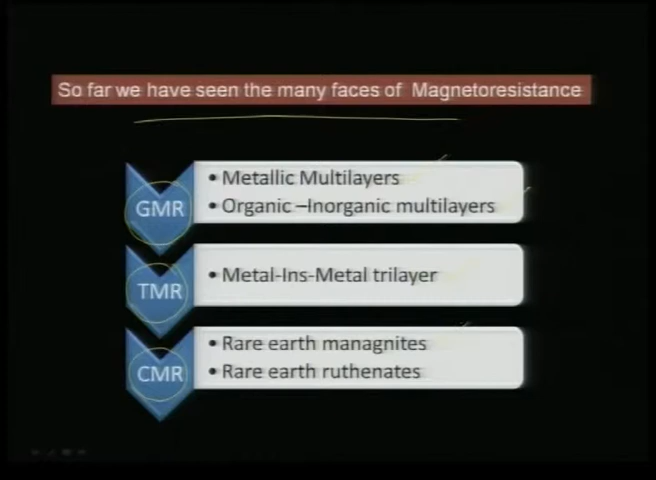 So far we have seen the many faces of Magnetoresistance
GMR
• Metallic Multilayers
• Organic –Inorganic multilayers
TMR
• Metal-Ins-Metal trilayer
CMR
• Rare earth managnites
• Rare earth ruthenates